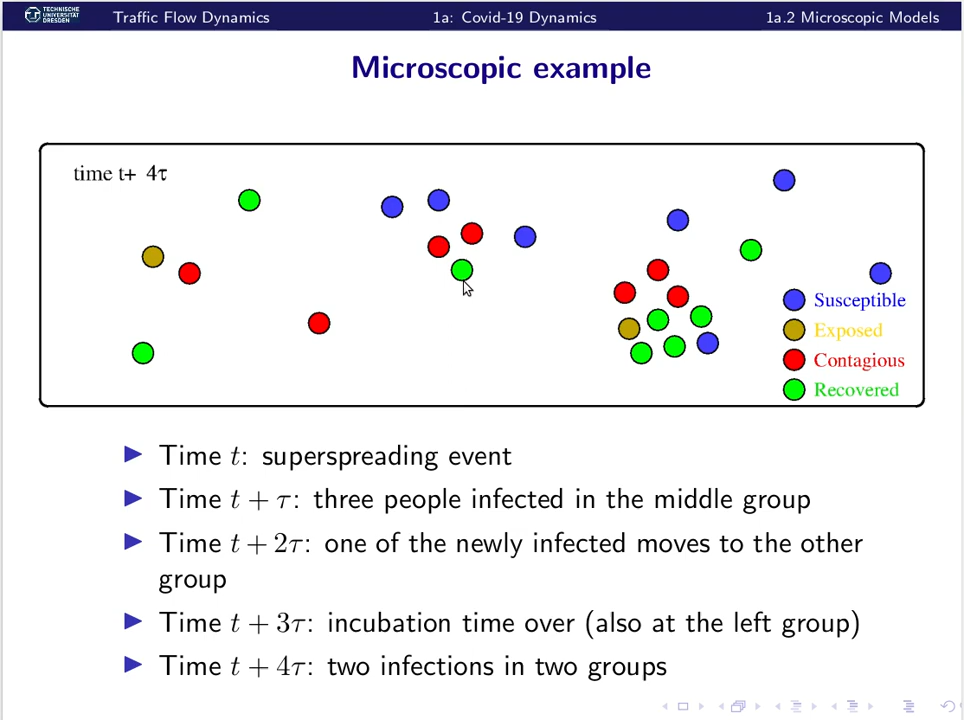 TECHNISCHE
UNIVERSITÄT
DRESDEN
Traffic Flow Dynamics
1a: Covid-19 Dynamics
1a.2 Microscopic Models
Microscopic example
time t+ 4τ
Susceptible
Exposed
Contagious
Recovered
Time t: superspreading event
Time t + τ: three people infected in the middle group
Time t + 2τ: one of the newly infected moves to the other
group
Time t + 3τ: incubation time over (also at the left group)
Time t + 4τ: two infections in two groups